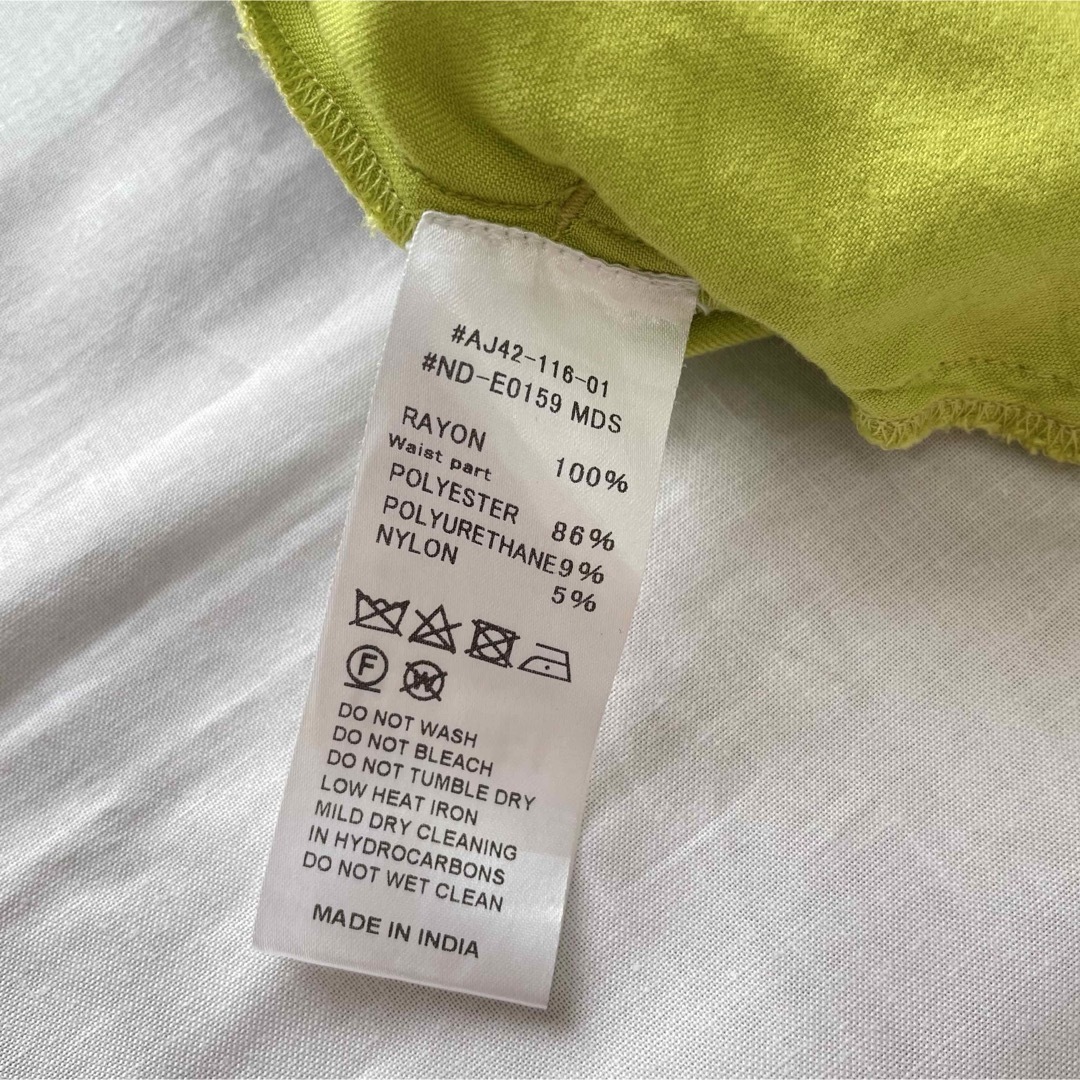 #AJ42-116-01
#ND-E0159 MDS
RAYON 100%
Waist part
POLYESTER 86%
POLYURETHANE 9%
NYLON 5%
F W
DO NOT WASH
DO NOT BLEACH
DO NOT TUMBLE DRY
LOW HEAT IRON
MILD DRY CLEANING
IN HYDROCARBONS
DO NOT WET CLEAN
MADE IN INDIA